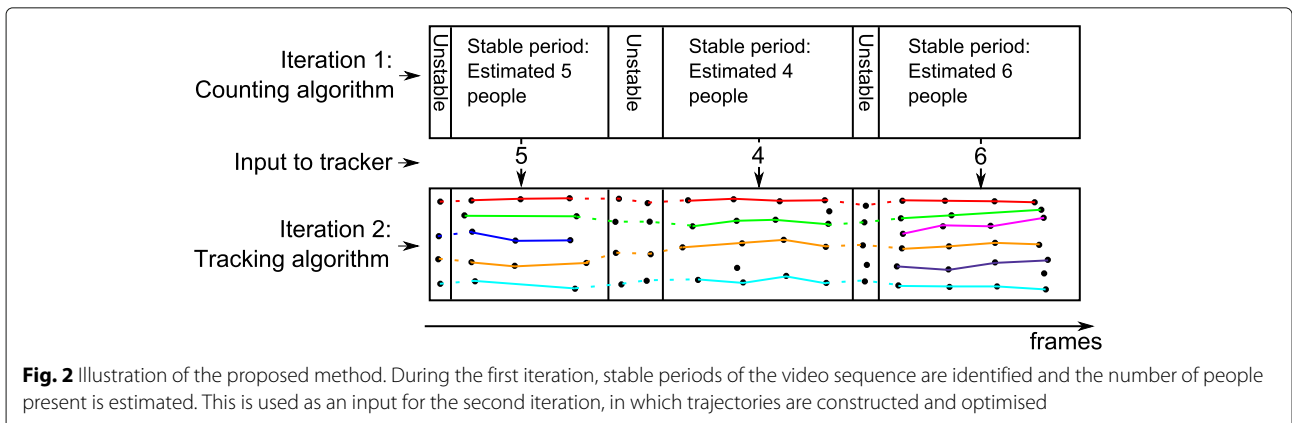 Iteration 1:
Counting algorithm
Unstable
Stable period:
Estimated 5
people
Unstable
Stable period:
Estimated 4
people
Unstable
Stable period:
Estimated 6
people
Input to tracker
5
4
6
Iteration 2:
Tracking algorithm
frames
Fig. 2 Illustration of the proposed method. During the first iteration, stable periods of the video sequence are identified and the number of people
present is estimated. This is used as an input for the second iteration, in which trajectories are constructed and optimised